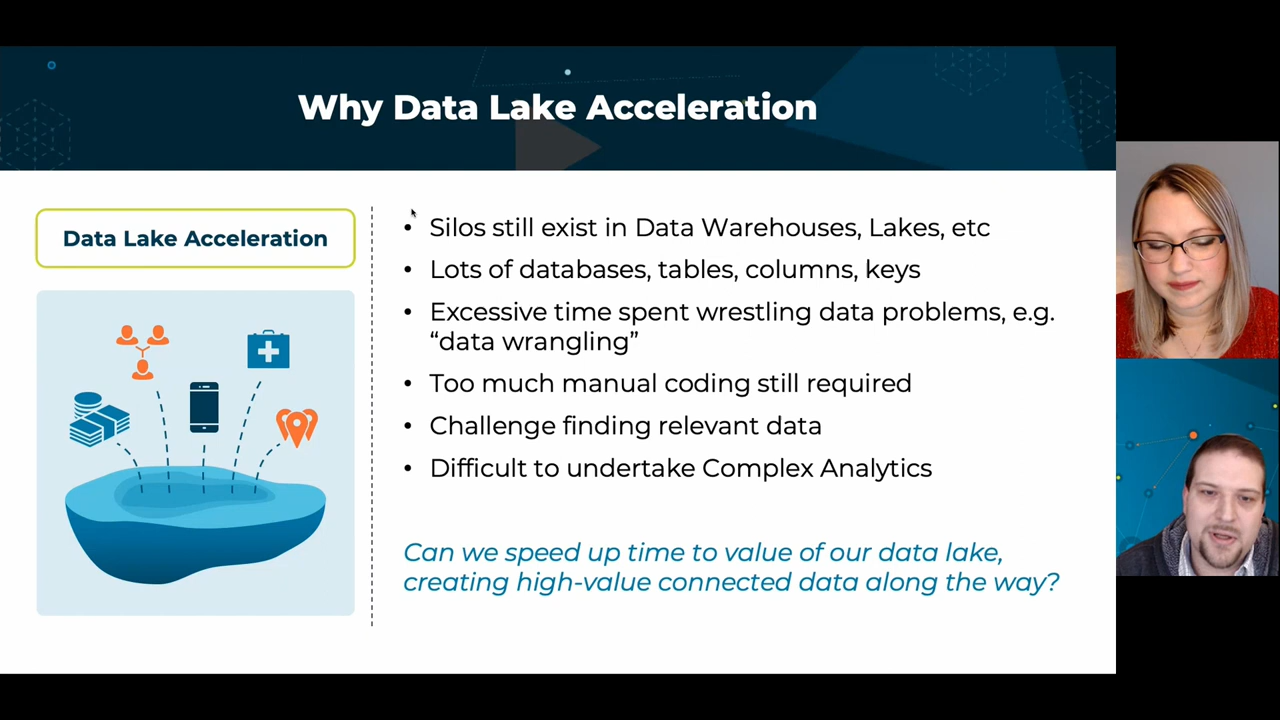 Why Data Lake Acceleration
Data Lake Acceleration
• Silos still exist in Data Warehouses, Lakes, etc
• Lots of databases, tables, columns, keys
• Excessive time spent wrestling data problems, e.g.
“data wrangling”
• Too much manual coding still required
• Challenge finding relevant data
• Difficult to undertake Complex Analytics
Can we speed up time to value of our data lake,
creating high-value connected data along the way?